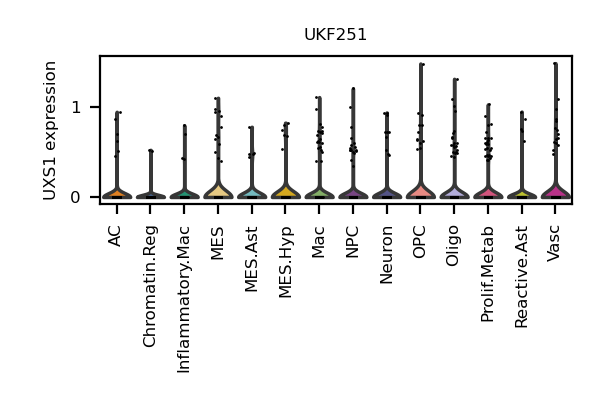 UKF251
UXS1 expression
1
0
AC
Chromatin.Reg
Inflammatory.Mac
MES
MES.Ast
MES.Hyp
Mac
NPC
Neuron
OPC
Oligo
Prolif.Metab
Reactive.Ast
Vasc